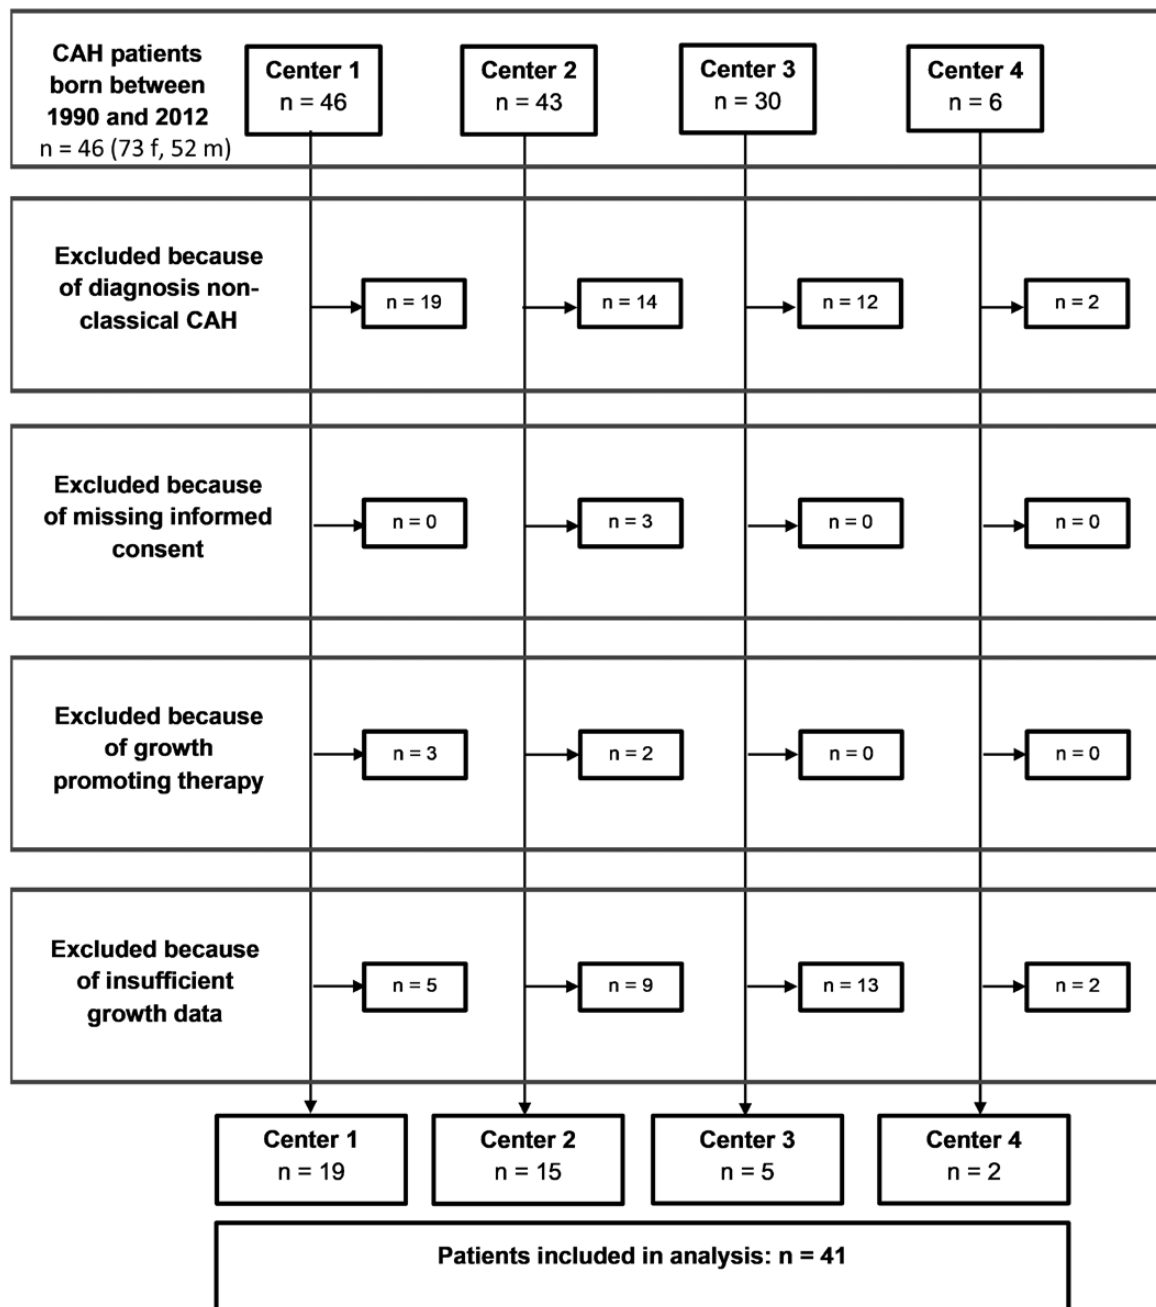 CAH patients
born between
1990 and 2012
n = 46 (73 f, 52 m)
Center 1
n = 46
Center 2
n = 43
Center 3
n = 30
Center 4
n = 6
Excluded because
of diagnosis non-
classical CAH
n = 19
n = 14
n = 12
n = 2
Excluded because
of missing informed
consent
n = 0
n = 3
n = 0
n = 0
Excluded because
of growth
promoting therapy
n = 3
n = 2
n = 0
n = 0
Excluded because
of insufficient
growth data
n = 5
n = 9
n = 13
n = 2
Center 1
n = 19
Center 2
n = 15
Center 3
n = 5
Center 4
n = 2
Patients included in analysis: n = 41